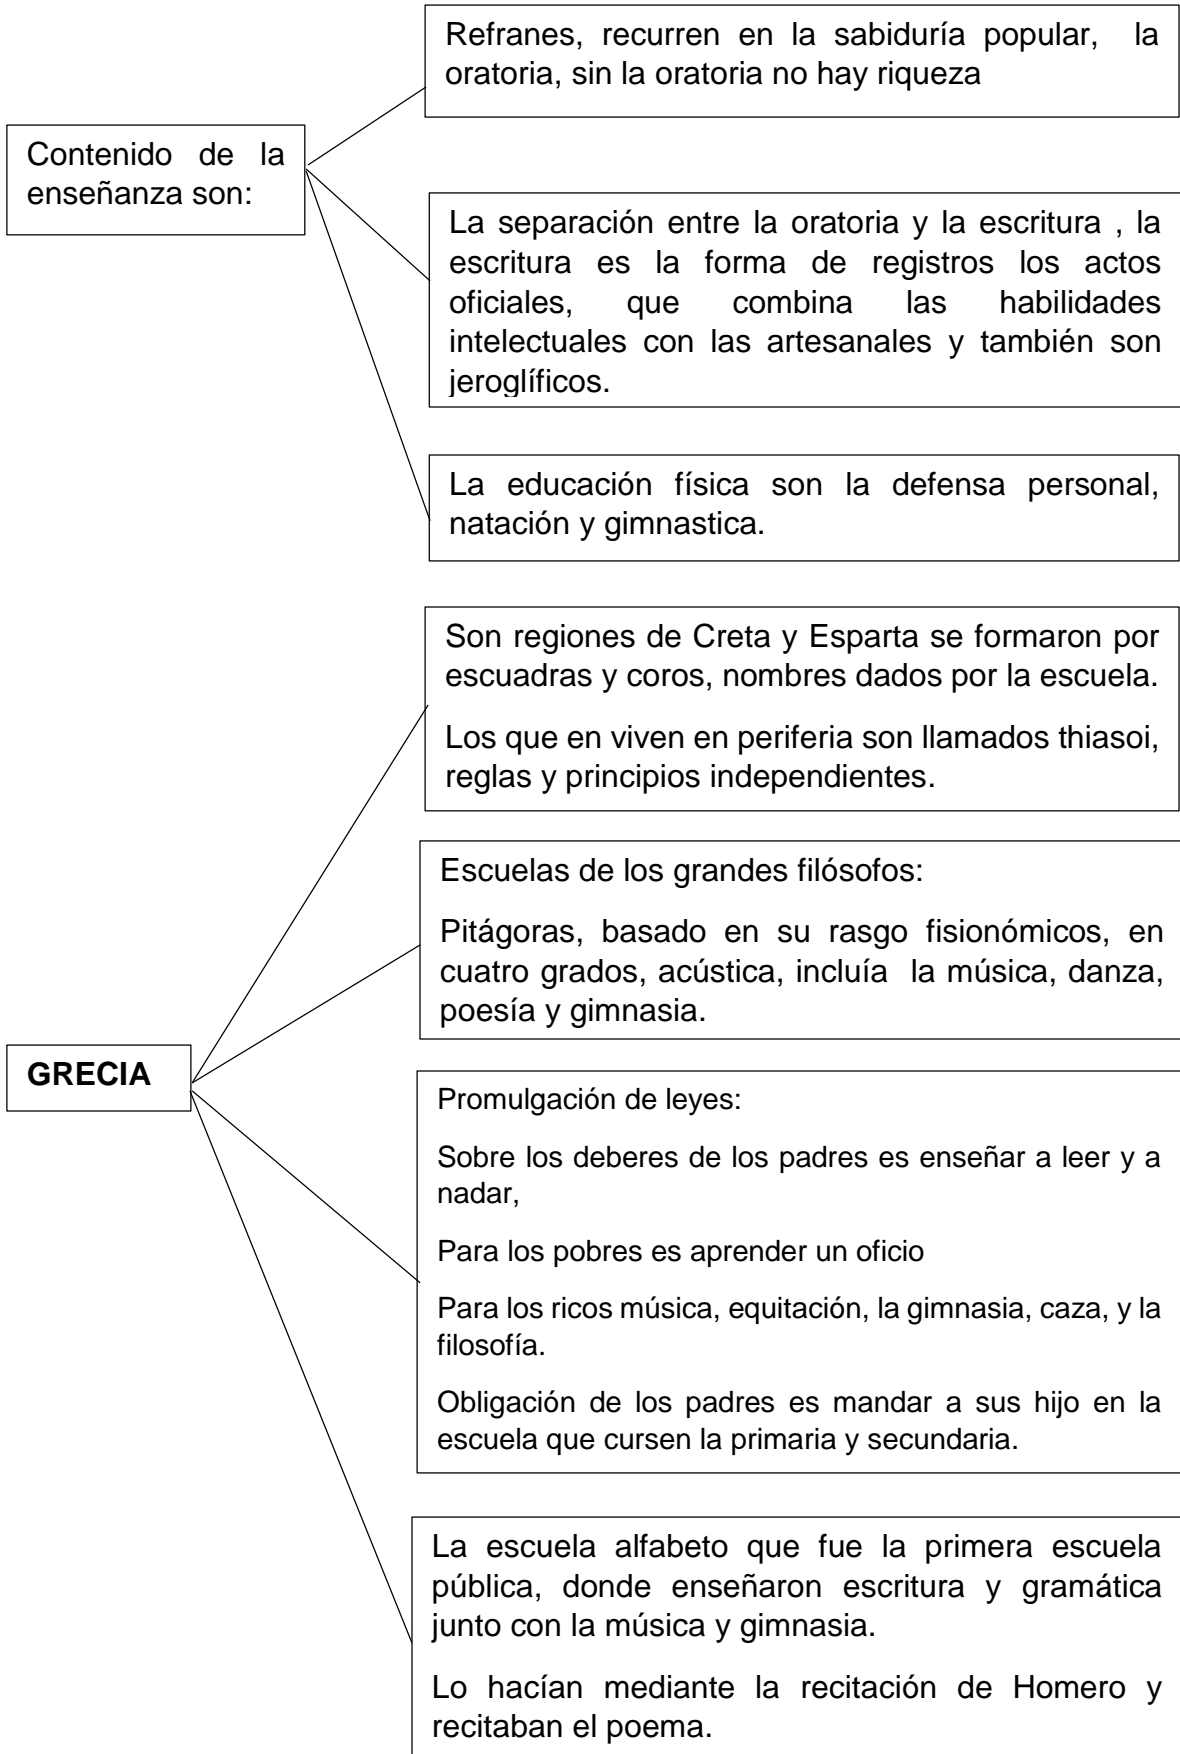 Refranes, recurren en la sabiduría popular, la
oratoria, sin la oratoria no hay riqueza
Contenido de la
enseñanza son:
La separación entre la oratoria y la escritura , la
escritura es la forma de registros los actos
oficiales, que combina las habilidades
intelectuales con las artesanales y también son
jeroglíficos.
La educación física son la defensa personal,
natación y gimnastica.
Son regiones de Creta y Esparta se formaron por
escuadras y coros, nombres dados por la escuela.
Los que en viven en periferia son llamados thiasoi,
reglas y principios independientes.
Escuelas de los grandes filósofos:
Pitágoras, basado en su rasgo fisionómicos, en
cuatro grados, acústica, incluía la música, danza,
poesía y gimnasia.
GRECIA
Promulgación de leyes:
Sobre los deberes de los padres es enseñar a leer y a
nadar,
Para los pobres es aprender un oficio
Para los ricos música, equitación, la gimnasia, caza, y la
filosofía.
Obligación de los padres es mandar a sus hijo en la
escuela que cursen la primaria y secundaria.
La escuela alfabeto que fue la primera escuela
pública, donde enseñaron escritura y gramática
junto con la música y gimnasia.
Lo hacían mediante la recitación de Homero y
recitaban el poema.